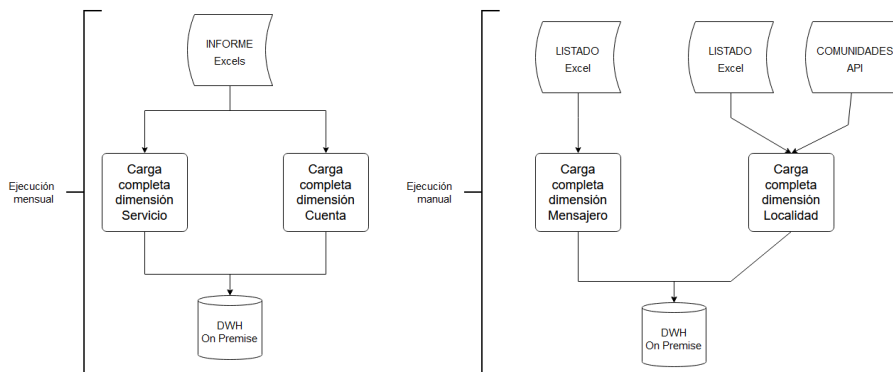 INFORME
Excels
Carga
completa
dimensión
Servicio
Carga
completa
dimensión
Cuenta
Ejecución
mensual
DWH
On Premise
LISTADO
Excel
LISTADO
Excel
COMUNIDADES
API
Carga
completa
dimensión
Mensajero
Carga
completa
dimensión
Localidad
Ejecución
manual
DWH
On Premise